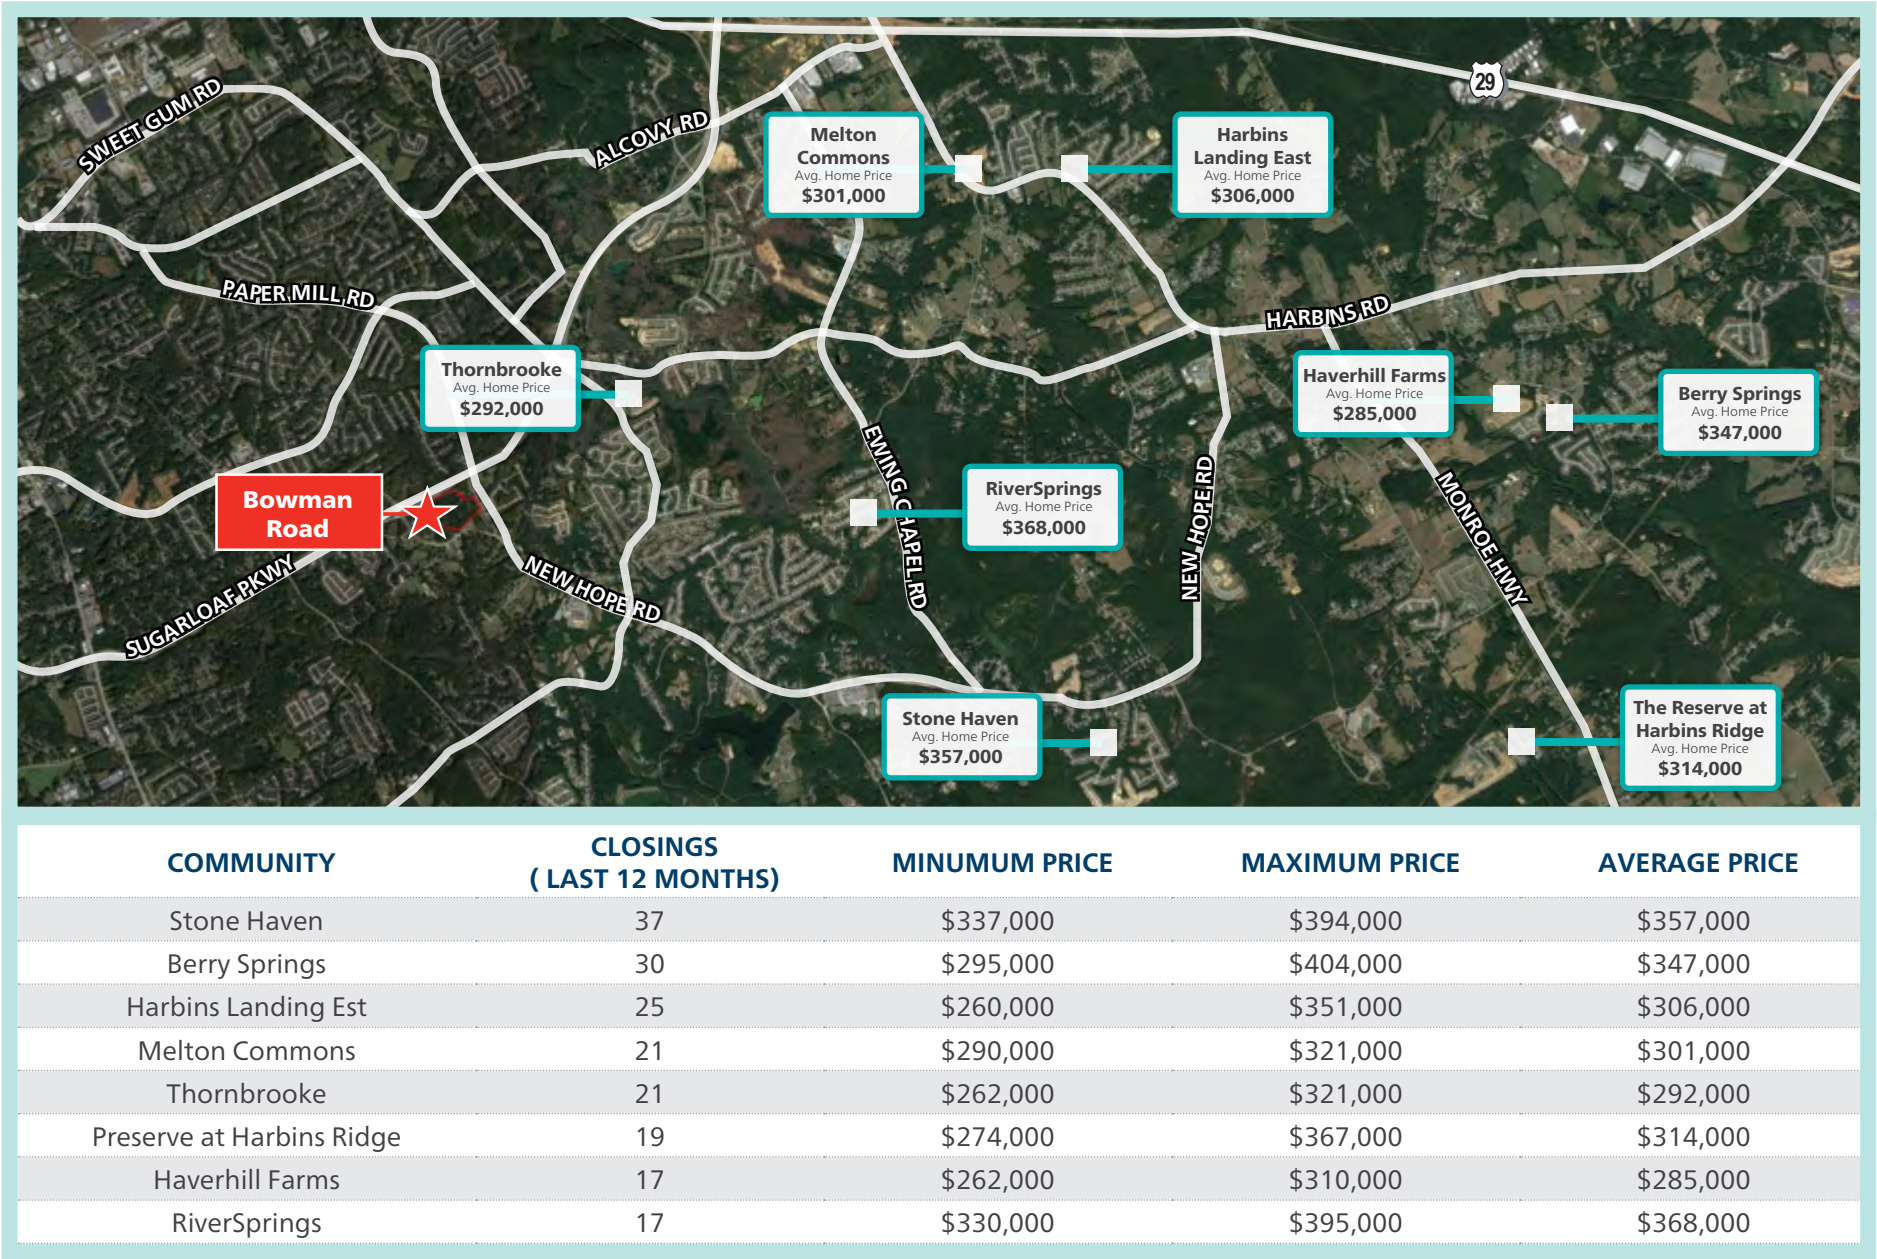 29
SWEET GUM RD
ALCOVY RD
Melton
Commons
Avg. Home Price
$301,000
Harbins
Landing East
Avg. Home Price
$306,000
PAPER MILL RD
HARBINS RD
Thornbrooke
Avg. Home Price
$292,000
Haverhill Farms
Avg. Home Price
$285,000
Berry Springs
Avg. Home Price
$347,000
EWING CHAPEL RD
RiverSprings
Avg. Home Price
$368,000
NEW HOPE RD
MONROE HWY
Bowman
Road
SUGARLOAF PKWY
NEW HOPE RD
Stone Haven
Avg. Home Price
$357,000
The Reserve at
Harbins Ridge
Avg. Home Price
$314,000
COMMUNITY CLOSINGS MINUMUM PRICE MAXIMUM PRICE AVERAGE PRICE
( LAST 12 MONTHS)
Stone Haven 37 $337,000 $394,000 $357,000
Berry Springs 30 $295,000 $404,000 $347,000
Harbins Landing Est 25 $260,000 $351,000 $306,000
Melton Commons 21 $290,000 $321,000 $301,000
Thornbrooke 21 $262,000 $321,000 $292,000
Preserve at Harbins Ridge 19 $274,000 $367,000 $314,000
Haverhill Farms 17 $262,000 $310,000 $285,000
RiverSprings 17 $330,000 $395,000 $368,000